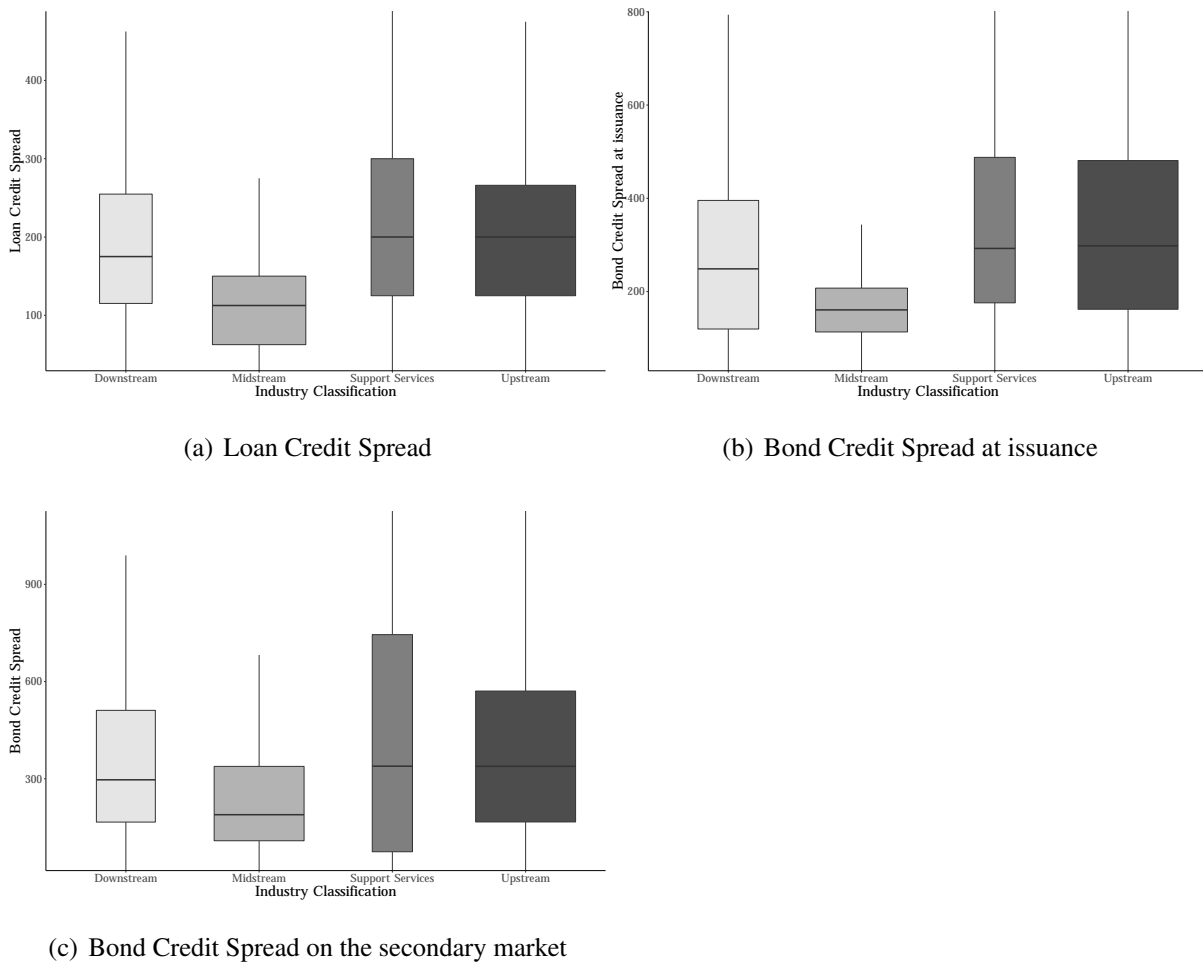 Loan Credit Spread
400
300
200
100
Downstream Midstream Support Services Upstream
Industry Classification
(a) Loan Credit Spread
Bond Credit Spread at issuance
800
600
400
200
Downstream Midstream Support Services Upstream
Industry Classification
(b) Bond Credit Spread at issuance
Bond Credit Spread
900
600
300
Downstream Midstream Support Services Upstream
Industry Classification
(c) Bond Credit Spread on the secondary market